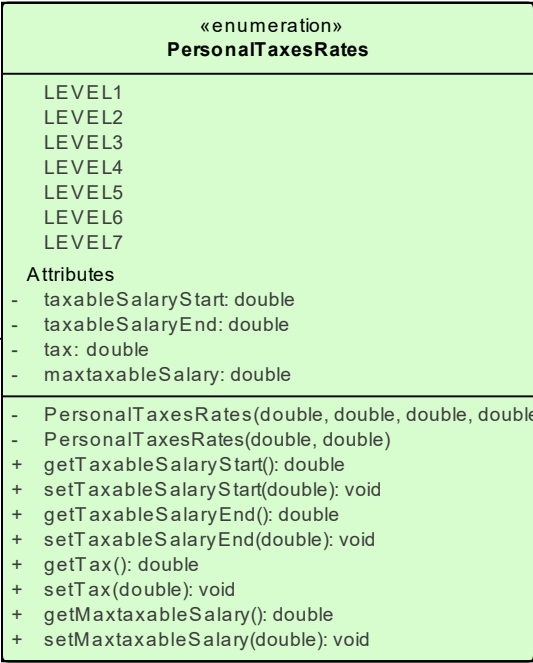 «enumeration»
PersonalTaxesRates
LEVEL1
LEVEL2
LEVEL3
LEVEL4
LEVEL5
LEVEL6
LEVEL7
Attributes
- taxableSalaryStart: double
- taxableSalaryEnd: double
- tax: double
- maxtaxableSalary: double
- PersonalTaxesRates(double, double, double, double
- PersonalTaxesRates(double, double)
+ getTaxableSalaryStart(): double
+ setTaxableSalaryStart(double): void
+ getTaxableSalaryEnd(): double
+ setTaxableSalaryEnd(double): void
+ getTax(): double
+ setTax(double): void
+ getMaxtaxableSalary(): double
+ setMaxtaxableSalary(double): void